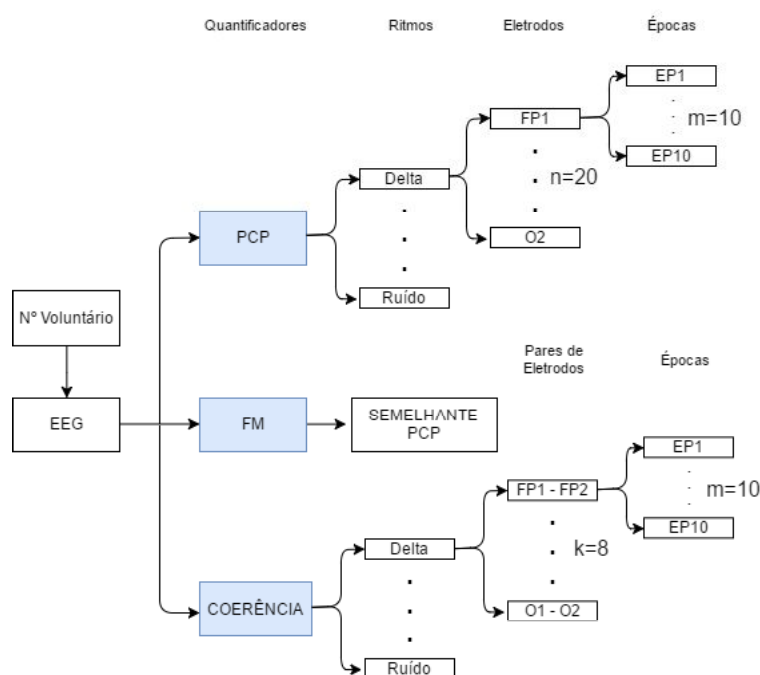 Quantificadores
Ritmos
Eletrodos
Épocas
EP1
m=10
EP10
FP1
n=20
O2
Delta
Ruído
PCP
Nº Voluntário
EEG
FM
SEMELHANTE
PCP
Pares de
Eletrodos
Épocas
EP1
m=10
EP10
FP1 - FP2
k=8
O1 - O2
Delta
COERÊNCIA
Ruído